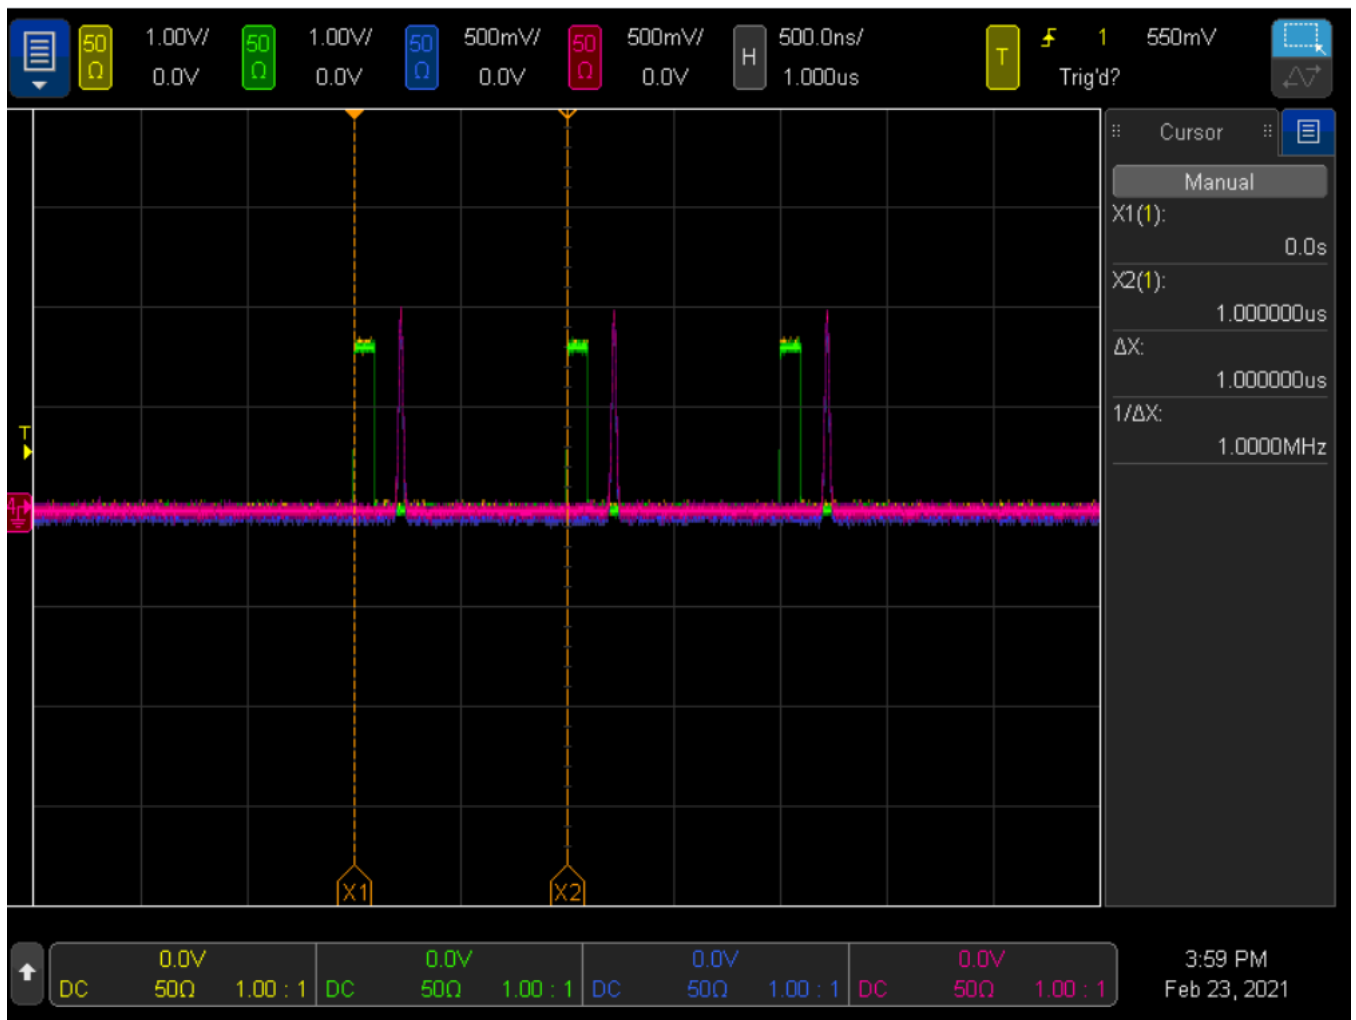 50 Ω 1.00V/ 50 Ω 1.00V/ 50 Ω 500mV/ 50 Ω 500mV/ H 500.0ns/ T 1 550mV
0.0V 0.0V 0.0V 0.0V 1.000us Trig'd?
Cursor
Manual
X1(1):
0.0s
X2(1):
1.000000us
ΔX:
1.000000us
1/ΔX:
1.0000MHz
T
X1 X2
0.0V 0.0V 0.0V 0.0V
DC 50Ω 1.00 : 1 DC 50Ω 1.00 : 1 DC 50Ω 1.00 : 1 DC 50Ω 1.00 : 1
3:59 PM
Feb 23, 2021